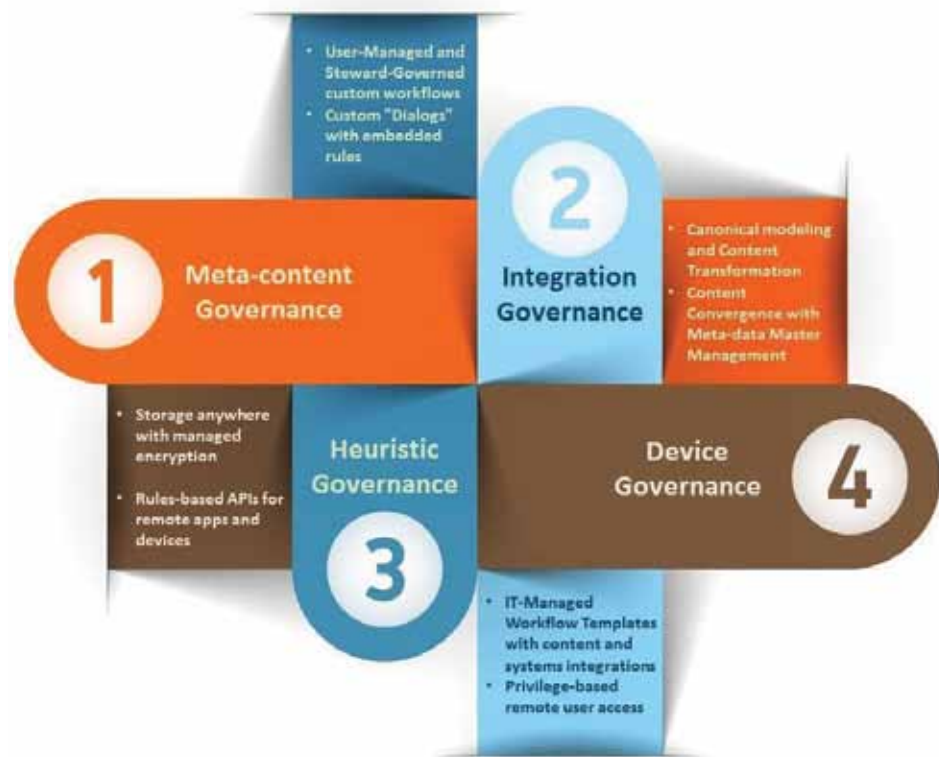 • User-Managed and
Steward-Governed
custom workflows
• Custom "Dialogs"
with embedded
rules
1
Meta-content
Governance
2
Integration
Governance
• Canonical modeling
and Content
Transformation
• Content
Convergence with
Meta-data Master
Management
• Storage anywhere
with managed
encryption
• Rules-based APIs for
remote apps and
devices
Heuristic
Governance
3
Device
Governance
4
• IT-Managed
Workflow Templates
with content and
systems integrations
• Privilege-based
remote user access